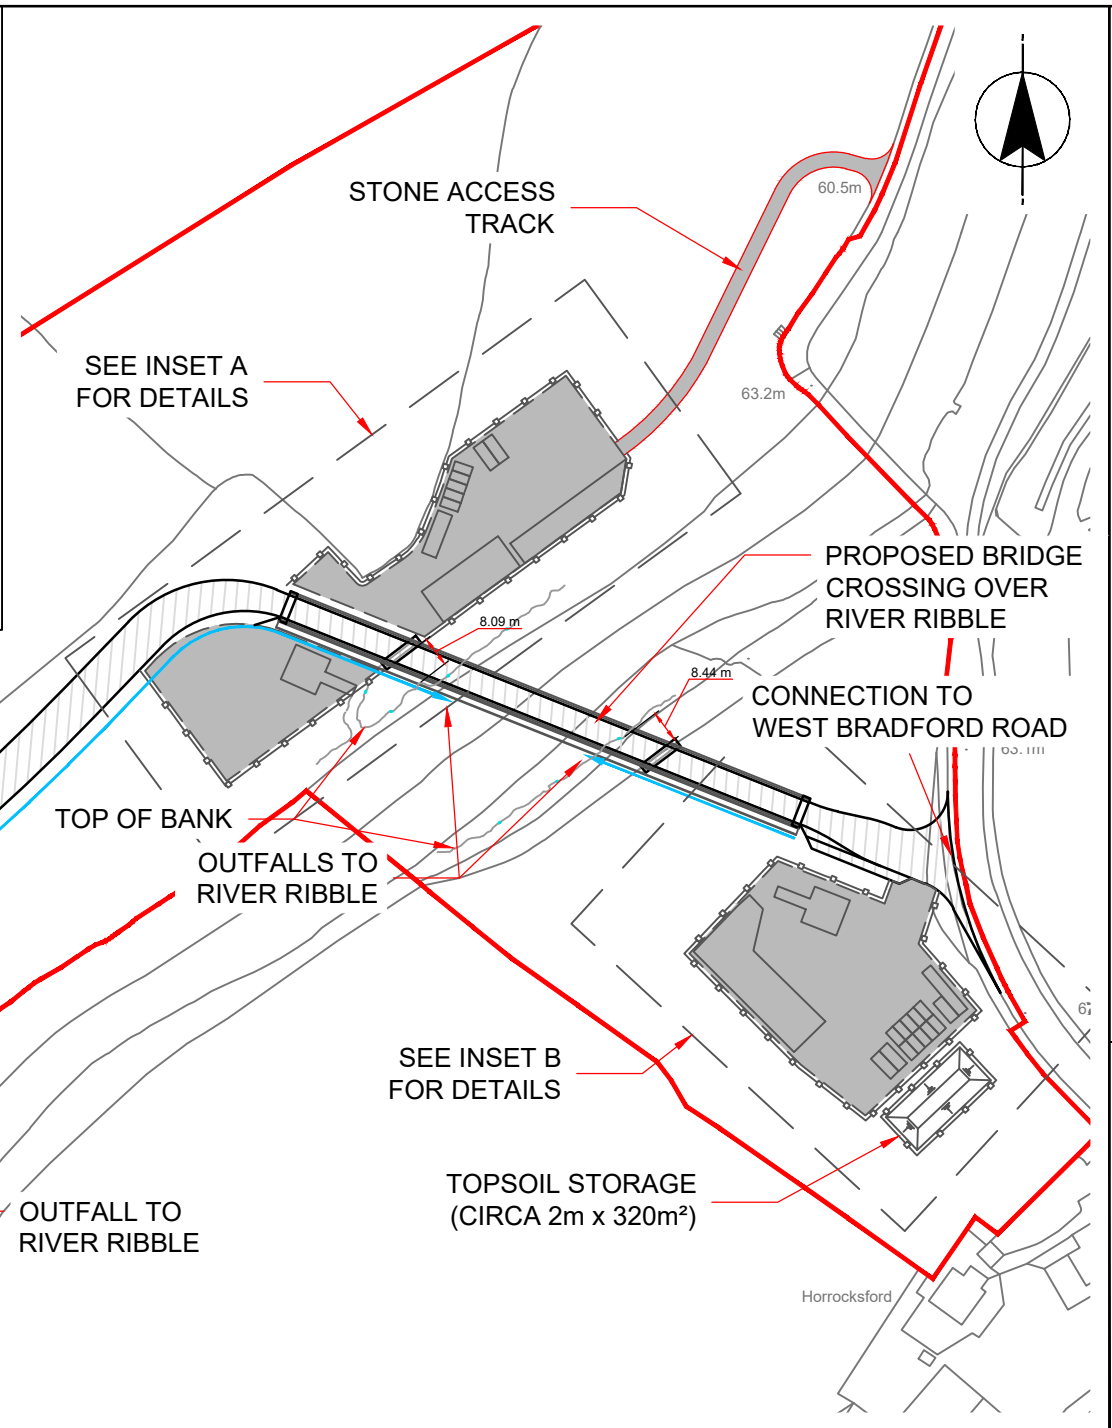 60.5m
STONE ACCESS
TRACK
SEE INSET A
FOR DETAILS
63.2m
PROPOSED BRIDGE
CROSSING OVER
RIVER RIBBLE
8.09 m
8.44 m
CONNECTION TO
WEST BRADFORD ROAD
63.1m
TOP OF BANK
OUTFALLS TO
RIVER RIBBLE
SEE INSET B
FOR DETAILS
TOPSOIL STORAGE
(CIRCA 2m x 320m²)
OUTFALL TO
RIVER RIBBLE
Horrocksford